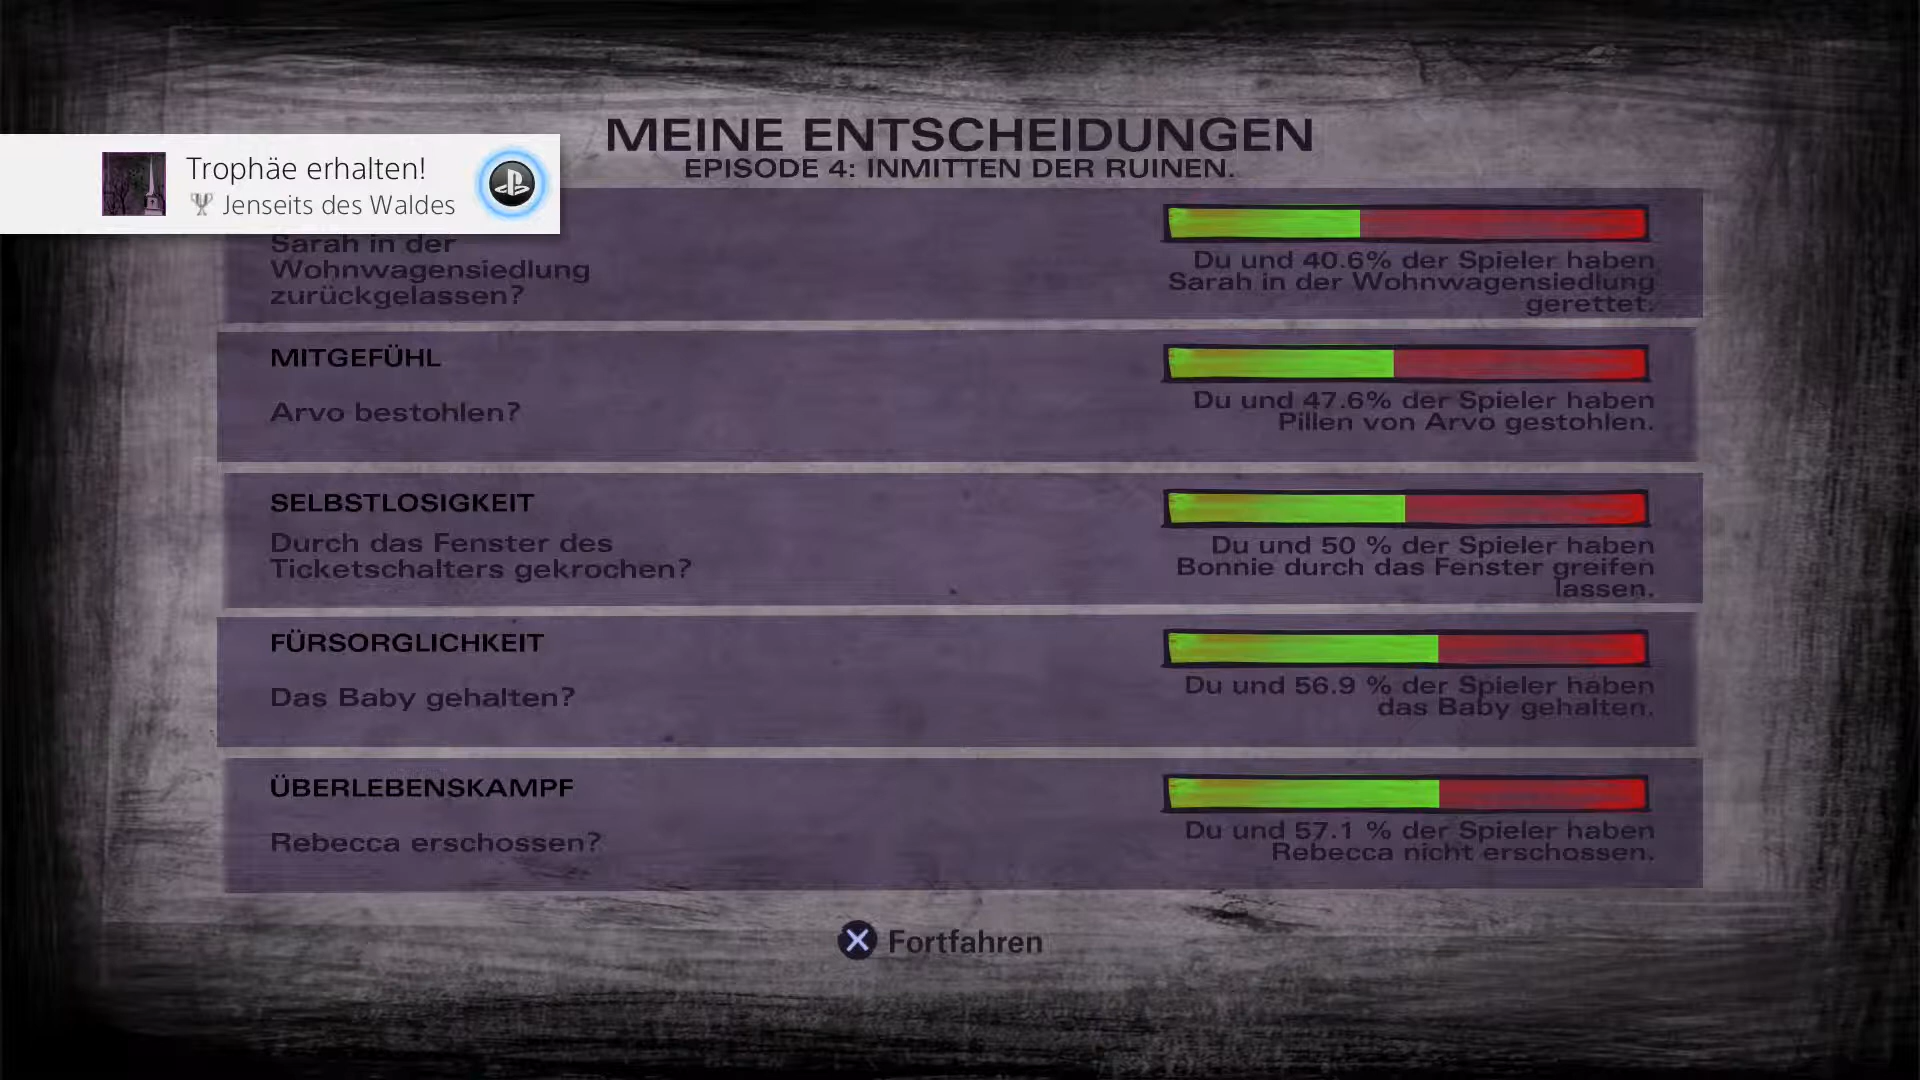 MEINE ENTSCHEIDUNGEN
EPISODE 4: INMITTEN DER RUINEN.
Trophäe erhalten!
Jenseits des Waldes
Sarah in der
Wohnwagensiedlung
zurückgelassen?
Du und 40.6% der Spieler haben
Sarah in der Wohnwagensiedlung
gerettet.
MITGEFÜHL
Arvo bestohlen?
Du und 47.6% der Spieler haben
Pillen von Arvo gestohlen.
SELBSTLOSIGKEIT
Durch das Fenster des
Ticketschalters gekrochen?
Du und 50 % der Spieler haben
Bonnie durch das Fenster greifen
lassen.
FÜRSORGLICHKEIT
Das Baby gehalten?
Du und 56.9 % der Spieler haben
das Baby gehalten.
ÜBERLEBENSKAMPF
Rebecca erschossen?
Du und 57.1 % der Spieler haben
Rebecca nicht erschossen.
Fortfahren